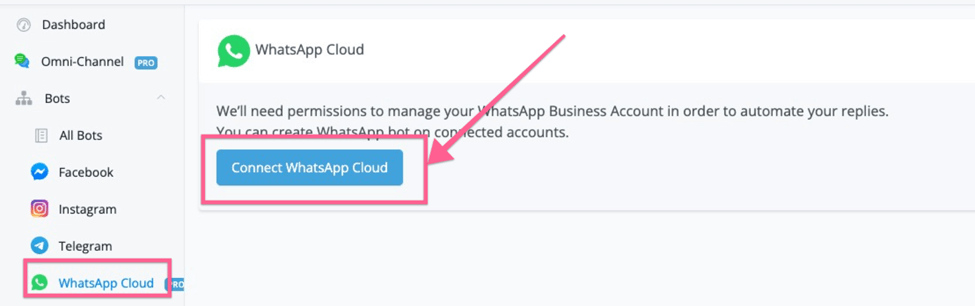 Dashboard
Omni-Channel PRO
Bots
All Bots
Facebook
Instagram
Telegram
WhatsApp Cloud PRO
WhatsApp Cloud
We'll need permissions to manage your WhatsApp Business Account in order to automate your replies.
You can create WhatsApp bot on connected accounts.
Connect WhatsApp Cloud